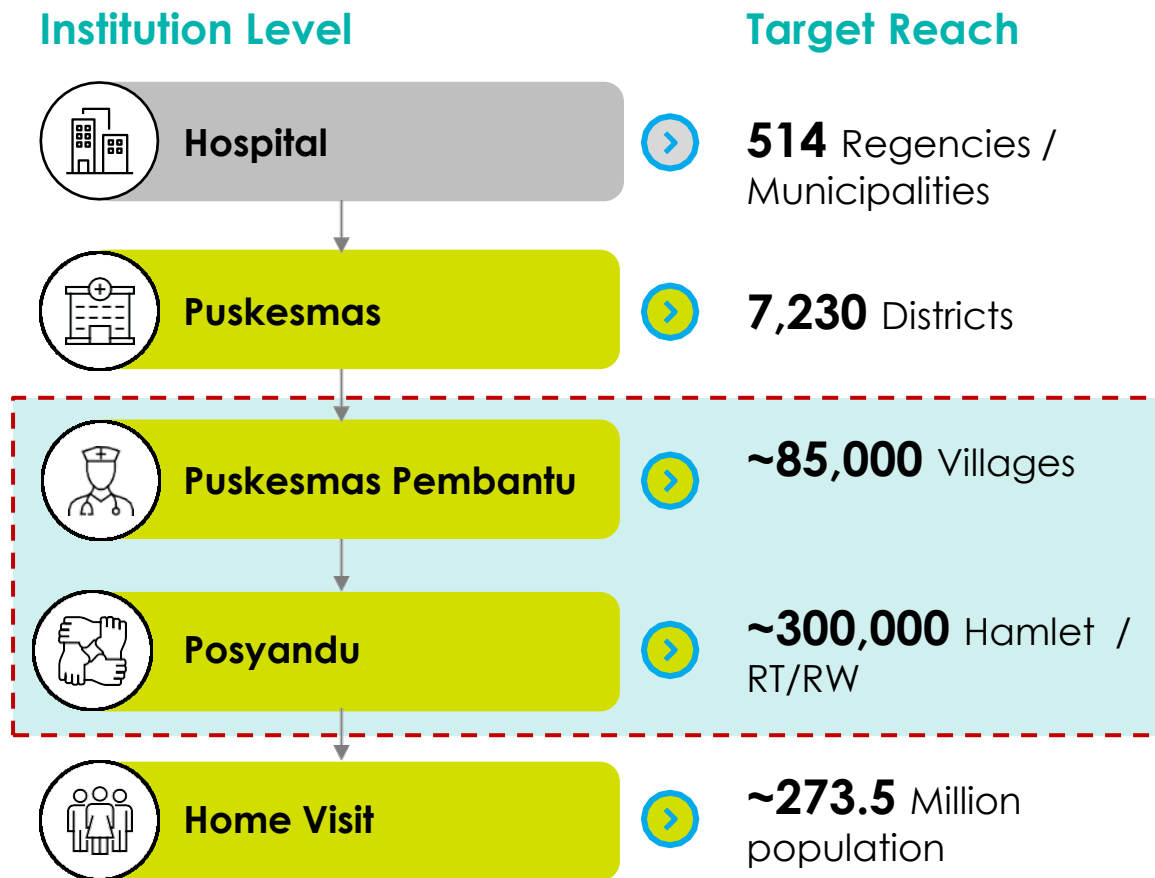 Institution Level
Target Reach
Hospital
514 Regencies /
Municipalities
Puskesmas
7,230 Districts
Puskesmas Pembantu
~85,000 Villages
Posyandu
~300,000 Hamlet /
RT/RW
Home Visit
~273.5 Million
population